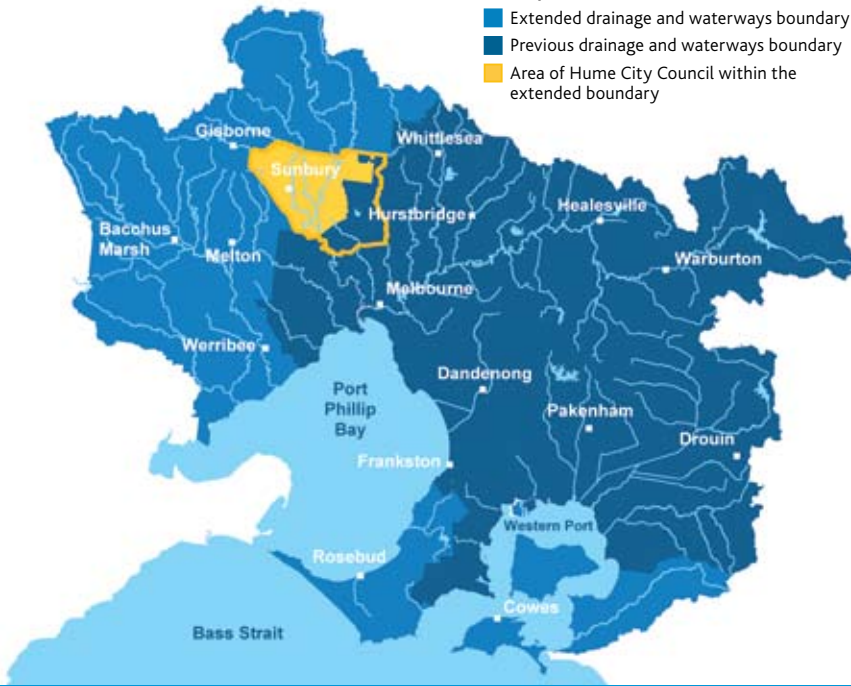 Extended drainage and waterways boundary
Previous drainage and waterways boundary
Area of Hume City Council within the
extended boundary
Gisborne
Whittlesea
Sunbury
Hurstbridge
Healesville
Bacchus
Marsh
Melton
Warburton
Melbourne
Werribee
Dandenong
Port
Phillip
Bay
Pakenham
Drouin
Frankston
Western Port
Rosebud
Cowes
Bass Strait